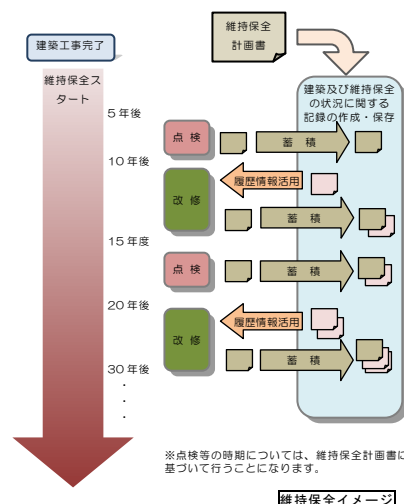 建築工事完了
維持保全
計画書
維持保全ス
タート
建築及び維持保全
の状況に関する
記録の作成・保存
5年後
点検
蓄積
10年後
履歴情報活用
改修
蓄積
15年度
点検
蓄積
20年後
履歴情報活用
改修
蓄積
30年後
・
・
・
※点検等の時期については、維持保全計画書に
基づいて行うことになります。
維持保全イメージ